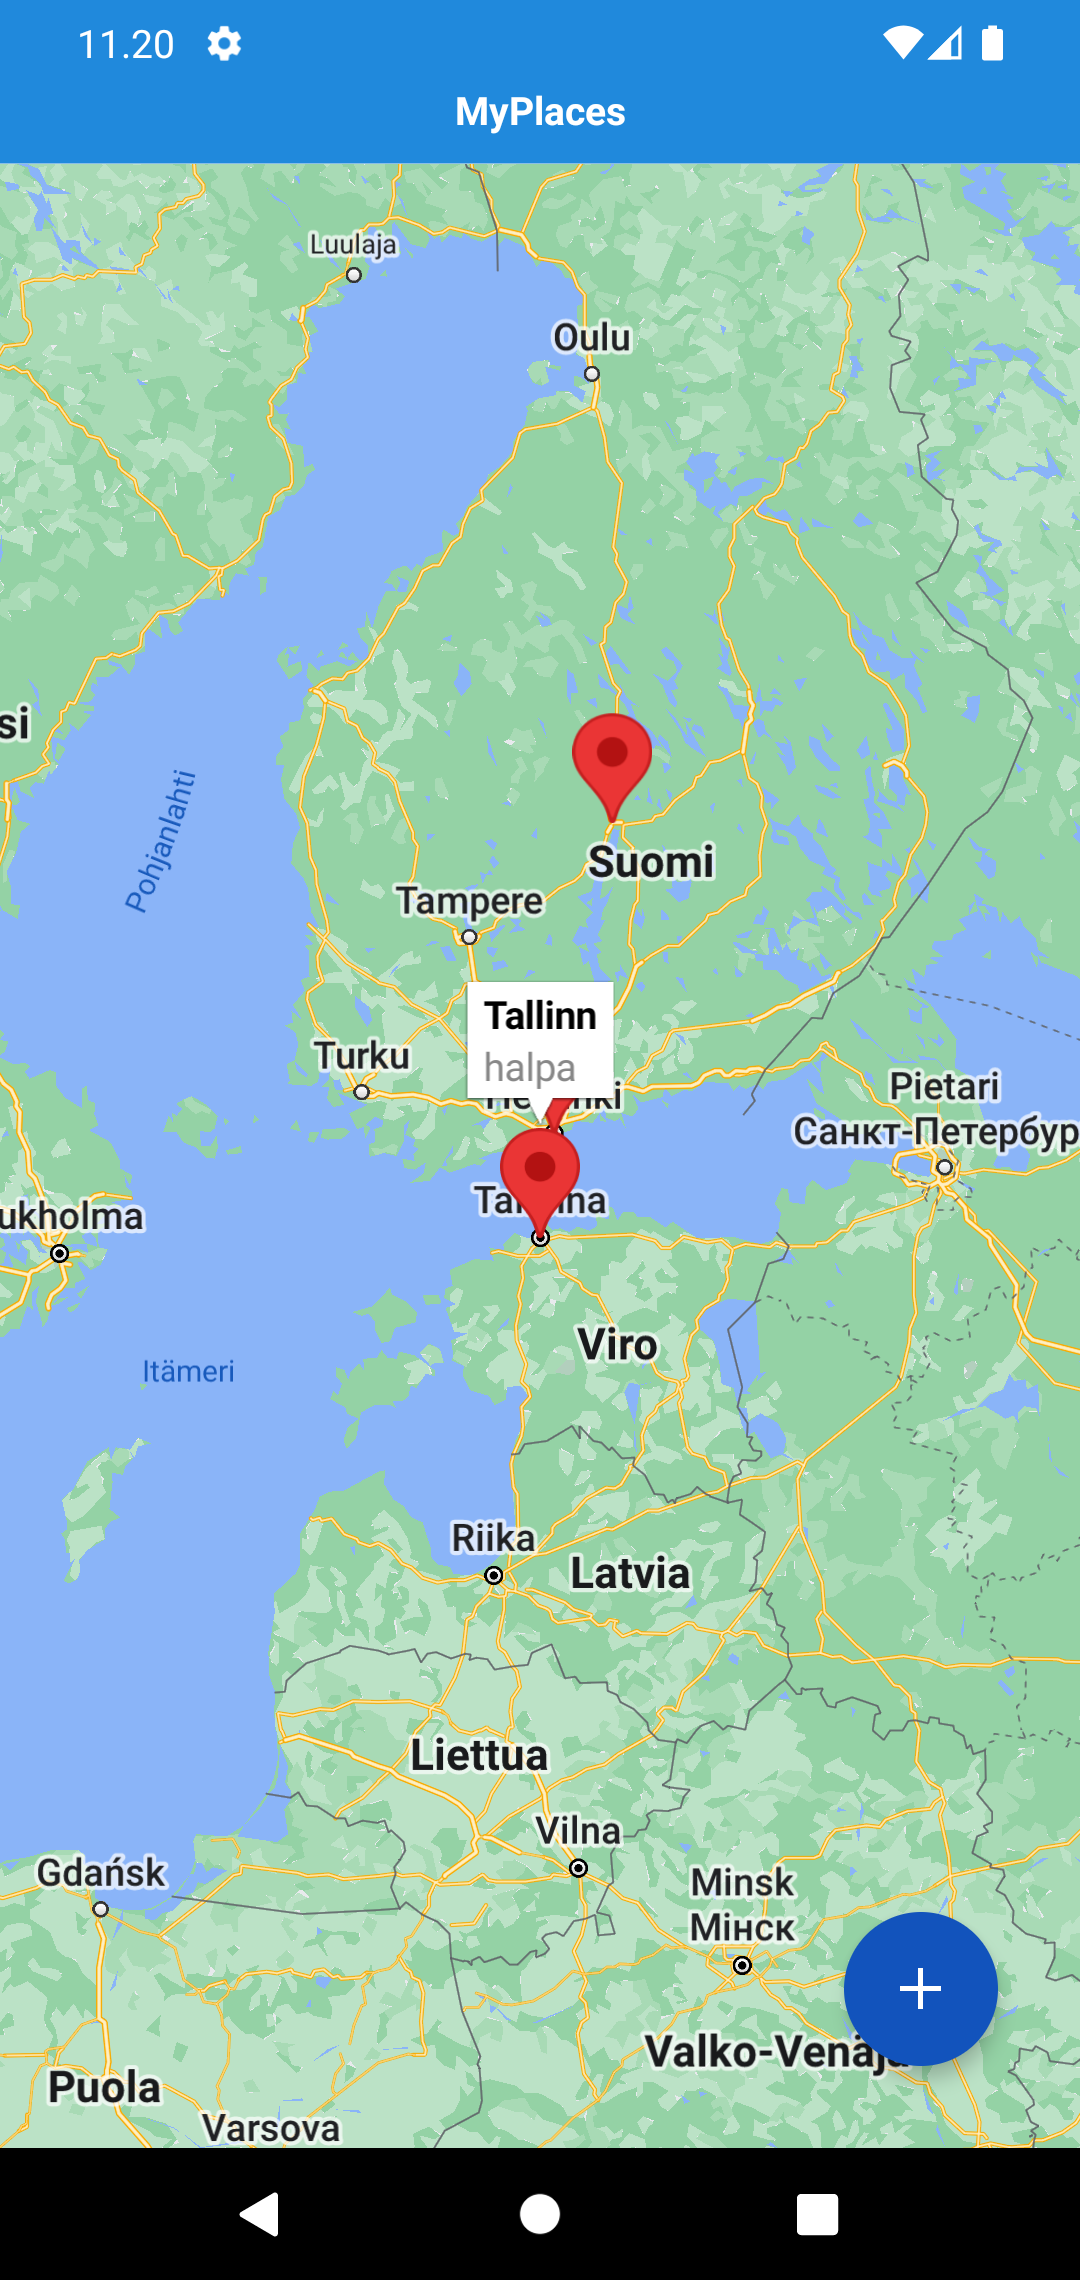 11.20
MyPlaces
Luulaja
Oulu
si
Pohjanlahti
Suomi
Tampere
Tallinn
halpa
Turku
Pietari
Санкт-Петербур
ukholma
Viro
Itämeri
Riika
Latvia
Liettua
Vilna
Gdańsk
Minsk
Мінск
Valko-Venäjä
Puola
Varsova